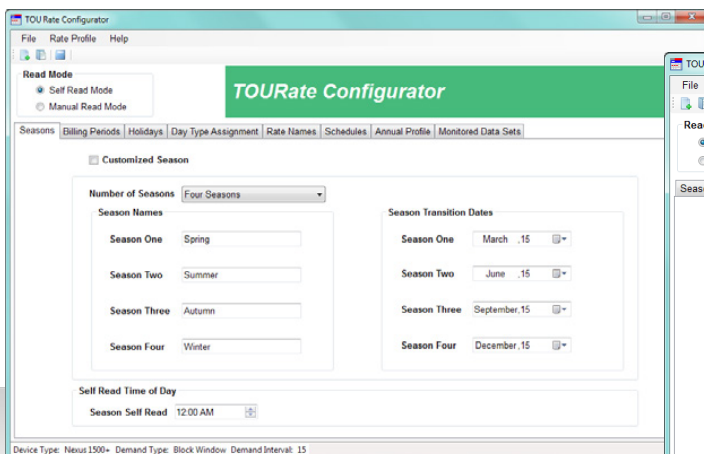 TOU Rate Configurator
File Rate Profile Help
Read Mode
Self Read Mode
Manual Read Mode
TOURate Configurator
Seasons Billing Periods Holidays Day Type Assignment Rate Names Schedules Annual Profile Monitored Data Sets
Customized Season
Number of Seasons Four Seasons
Season Names Season Transition Dates
Season One Spring Season One March ,15
Season Two Summer Season Two June ,15
Season Three Autumn Season Three September,15
Season Four Winter Season Four December,15
Self Read Time of Day
Season Self Read 12:00 AM
Device Type: Nexus 1500+ Demand Type: Block Window Demand Interval: 15
TOU
File